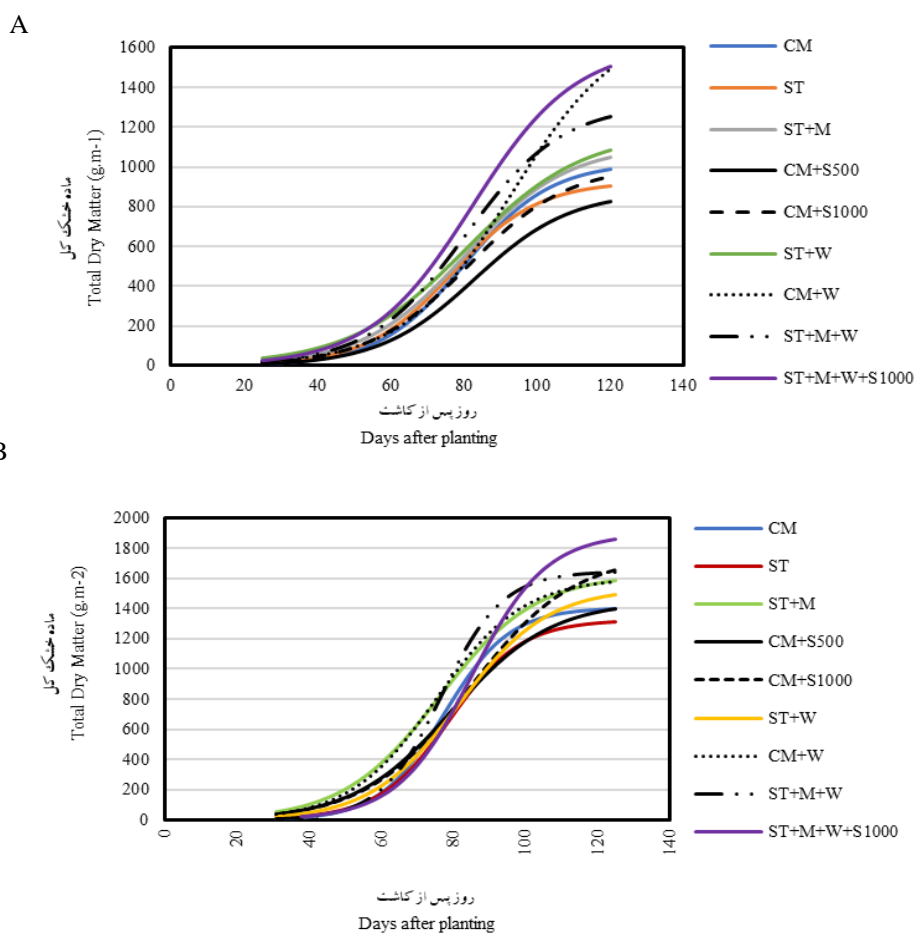 A
1600
1400
1200
1000
800
600
400
200
0
ماده خشک کل
Total Dry Matter (g.m-1)
0 20 40 60 80 100 120 140
روز پس از کاشت
Days after planting
CM
ST
ST+M
CM+S500
CM+S1000
ST+W
CM+W
ST+M+W
ST+M+W+S1000
B
2000
1800
1600
1400
1200
1000
800
600
400
200
0
ماده خشک کل
Total Dry Matter (g.m-2)
0 20 40 60 80 100 120 140
روز پس از کاشت
Days after planting
CM
ST
ST+M
CM+S500
CM+S1000
ST+W
CM+W
ST+M+W
ST+M+W+S1000